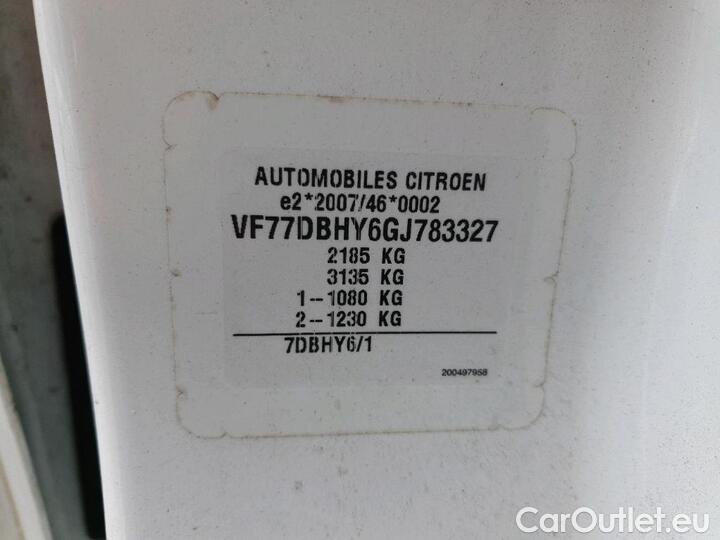 AUTOMOBILES CITROEN
e2*2007/46*0002
VF77DBHY6GJ783327
2185 KG
3135 KG
1--1080 KG
2--1230 KG
7DBHY6/1
200497958
CarOutlet.eu